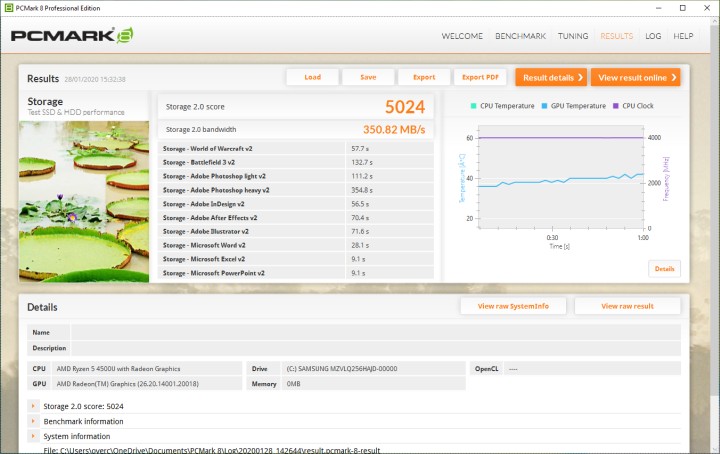 PCMark 8 Professional Edition
PCMARK 8
WELCOME BENCHMARK TUNING RESULTS LOG HELP
Results 28/01/2020 15:32:38
Load Save Export Export PDF Result details View result online
Storage
Test SSD & HDD performance
Storage 2.0 score 5024
Storage 2.0 bandwidth 350.82 MB/s
Storage - World of Warcraft v2 57.7 s
Storage - Battlefield 3 v2 132.7 s
Storage - Adobe Photoshop light v2 111.2 s
Storage - Adobe Photoshop heavy v2 354.8 s
Storage - Adobe InDesign v2 56.5 s
Storage - Adobe After Effects v2 70.4 s
Storage - Adobe Illustrator v2 71.6 s
Storage - Microsoft Word v2 28.1 s
Storage - Microsoft Excel v2 9.1 s
Storage - Microsoft PowerPoint v2 9.1 s
CPU Temperature GPU Temperature CPU Clock
Temperature [Â°C]
60
40
20
4000
2000
0
Frequency [MHz]
0:30 1:00
Time [s]
Details
Details
View raw SystemInfo View raw result
Name
Description
CPU AMD Ryzen 5 4500U with Radeon Graphics Drive (C:) SAMSUNG MZVLQ256HAJD-00000 OpenCL ----
GPU AMD Radeon(TM) Graphics (26.20.14001.20018) Memory 0MB
Storage 2.0 score: 5024
Benchmark information
System information
File: C:\Users\overc\OneDrive\Documents\PCMark 8\Log\20200128_142644\result.pcmark-8-result